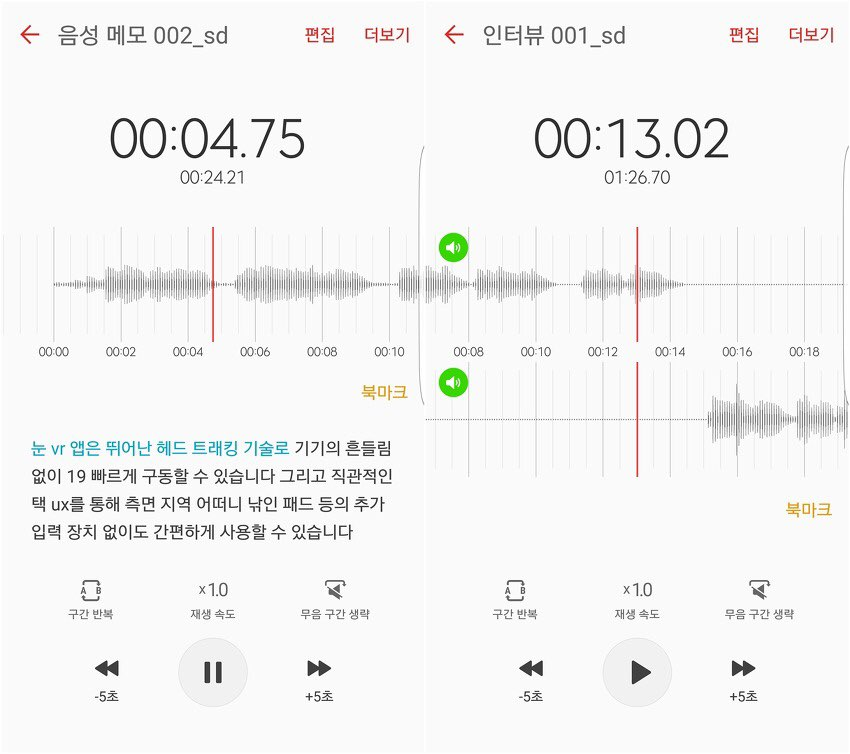 음성 메모 002_sd
편집
더보기
00:04.75
00:24.21
00:00
00:02
00:04
00:06
00:08
00:10
북마크
눈 vr 앱은 뛰어난 헤드 트래킹 기술로 기기의 흔들림
없이 19 빠르게 구동할 수 있습니다 그리고 직관적인
택 ux를 통해 측면 지역 어떠니 낚인 패드 등의 추가
입력 장치 없이도 간편하게 사용할 수 있습니다
A B
구간 반복
x1.0
재생 속도
무음 구간 생략
-5초
+5초
인터뷰 001_sd
편집
더보기
00:13.02
01:26.70
00:08
00:10
00:12
00:14
00:16
00:18
북마크
A B
구간 반복
x1.0
재생 속도
무음 구간 생략
-5초
+5초